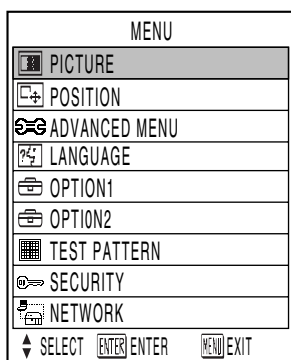 MENU
PICTURE
POSITION
ADVANCED MENU
LANGUAGE
OPTION1
OPTION2
TEST PATTERN
SECURITY
NETWORK
SELECT ENTER ENTER MENU EXIT